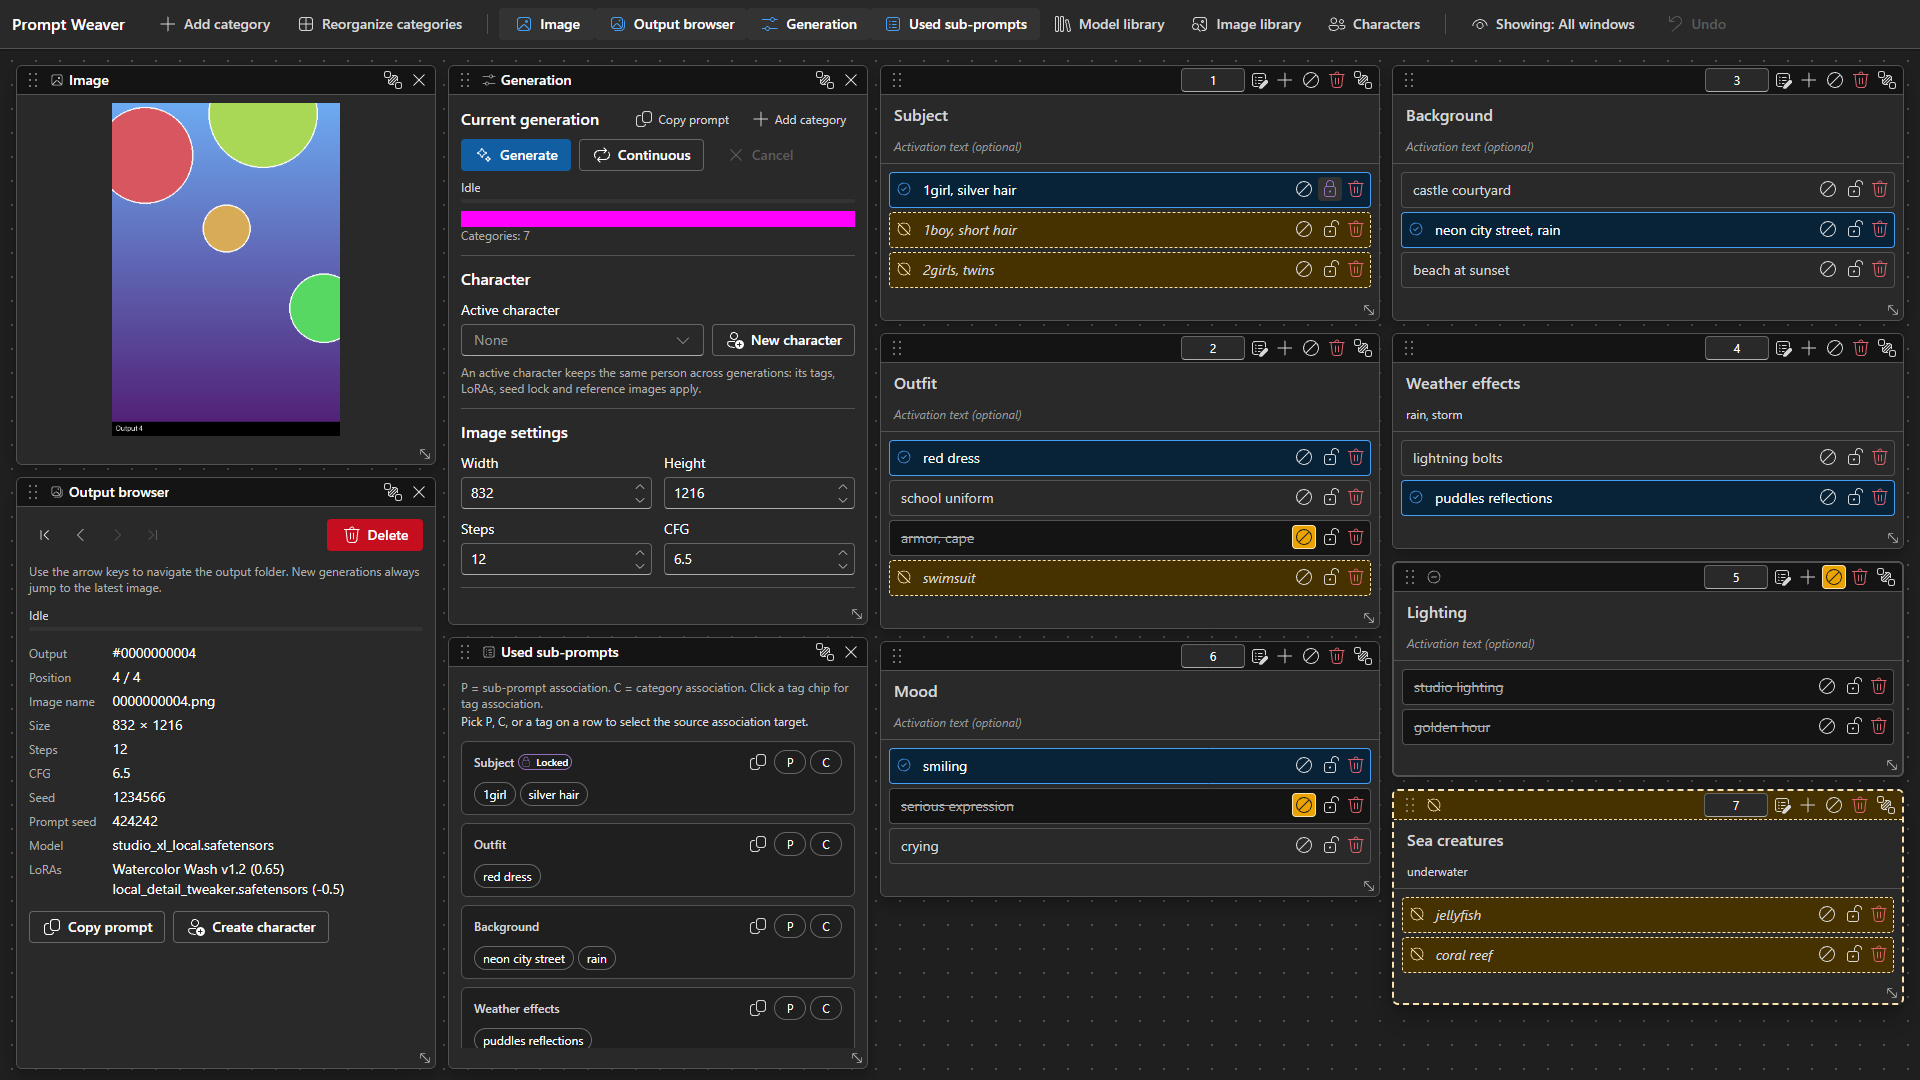 Prompt Weaver
Add category
Reorganize categories
Image
Output browser
Generation
Used sub-prompts
Model library
Image library
Characters
Showing: All windows
Undo
Image
Output 4
Output browser
Delete
Use the arrow keys to navigate the output folder. New generations always
jump to the latest image.
Idle
Output #0000000004
Position 4 / 4
Image name 0000000004.png
Size 832 × 1216
Steps 12
CFG 6.5
Seed 1234566
Prompt seed 424242
Model studio_xl_local.safetensors
LoRAs Watercolor Wash v1.2 (0.65)
local_detail_tweaker.safetensors (-0.5)
Copy prompt
Create character
Generation
Current generation
Copy prompt
Add category
Generate
Continuous
Cancel
Idle
Categories: 7
Character
Active character
None
New character
An active character keeps the same person across generations: its tags,
LoRAs, seed lock and reference images apply.
Image settings
Width Height
832 1216
Steps CFG
12 6.5
Used sub-prompts
P = sub-prompt association. C = category association. Click a tag chip for
tag association.
Pick P, C, or a tag on a row to select the source association target.
Subject Locked P C
1girl silver hair
Outfit P C
red dress
Background P C
neon city street rain
Weather effects P C
puddles reflections
1
Subject
Activation text (optional)
1girl, silver hair
1boy, short hair
2girls, twins
2
Outfit
Activation text (optional)
red dress
school uniform
armor, cape
swimsuit
6
Mood
Activation text (optional)
smiling
serious expression
crying
3
Background
Activation text (optional)
castle courtyard
neon city street, rain
beach at sunset
4
Weather effects
rain, storm
lightning bolts
puddles reflections
5
Lighting
Activation text (optional)
studio lighting
golden hour
7
Sea creatures
underwater
jellyfish
coral reef